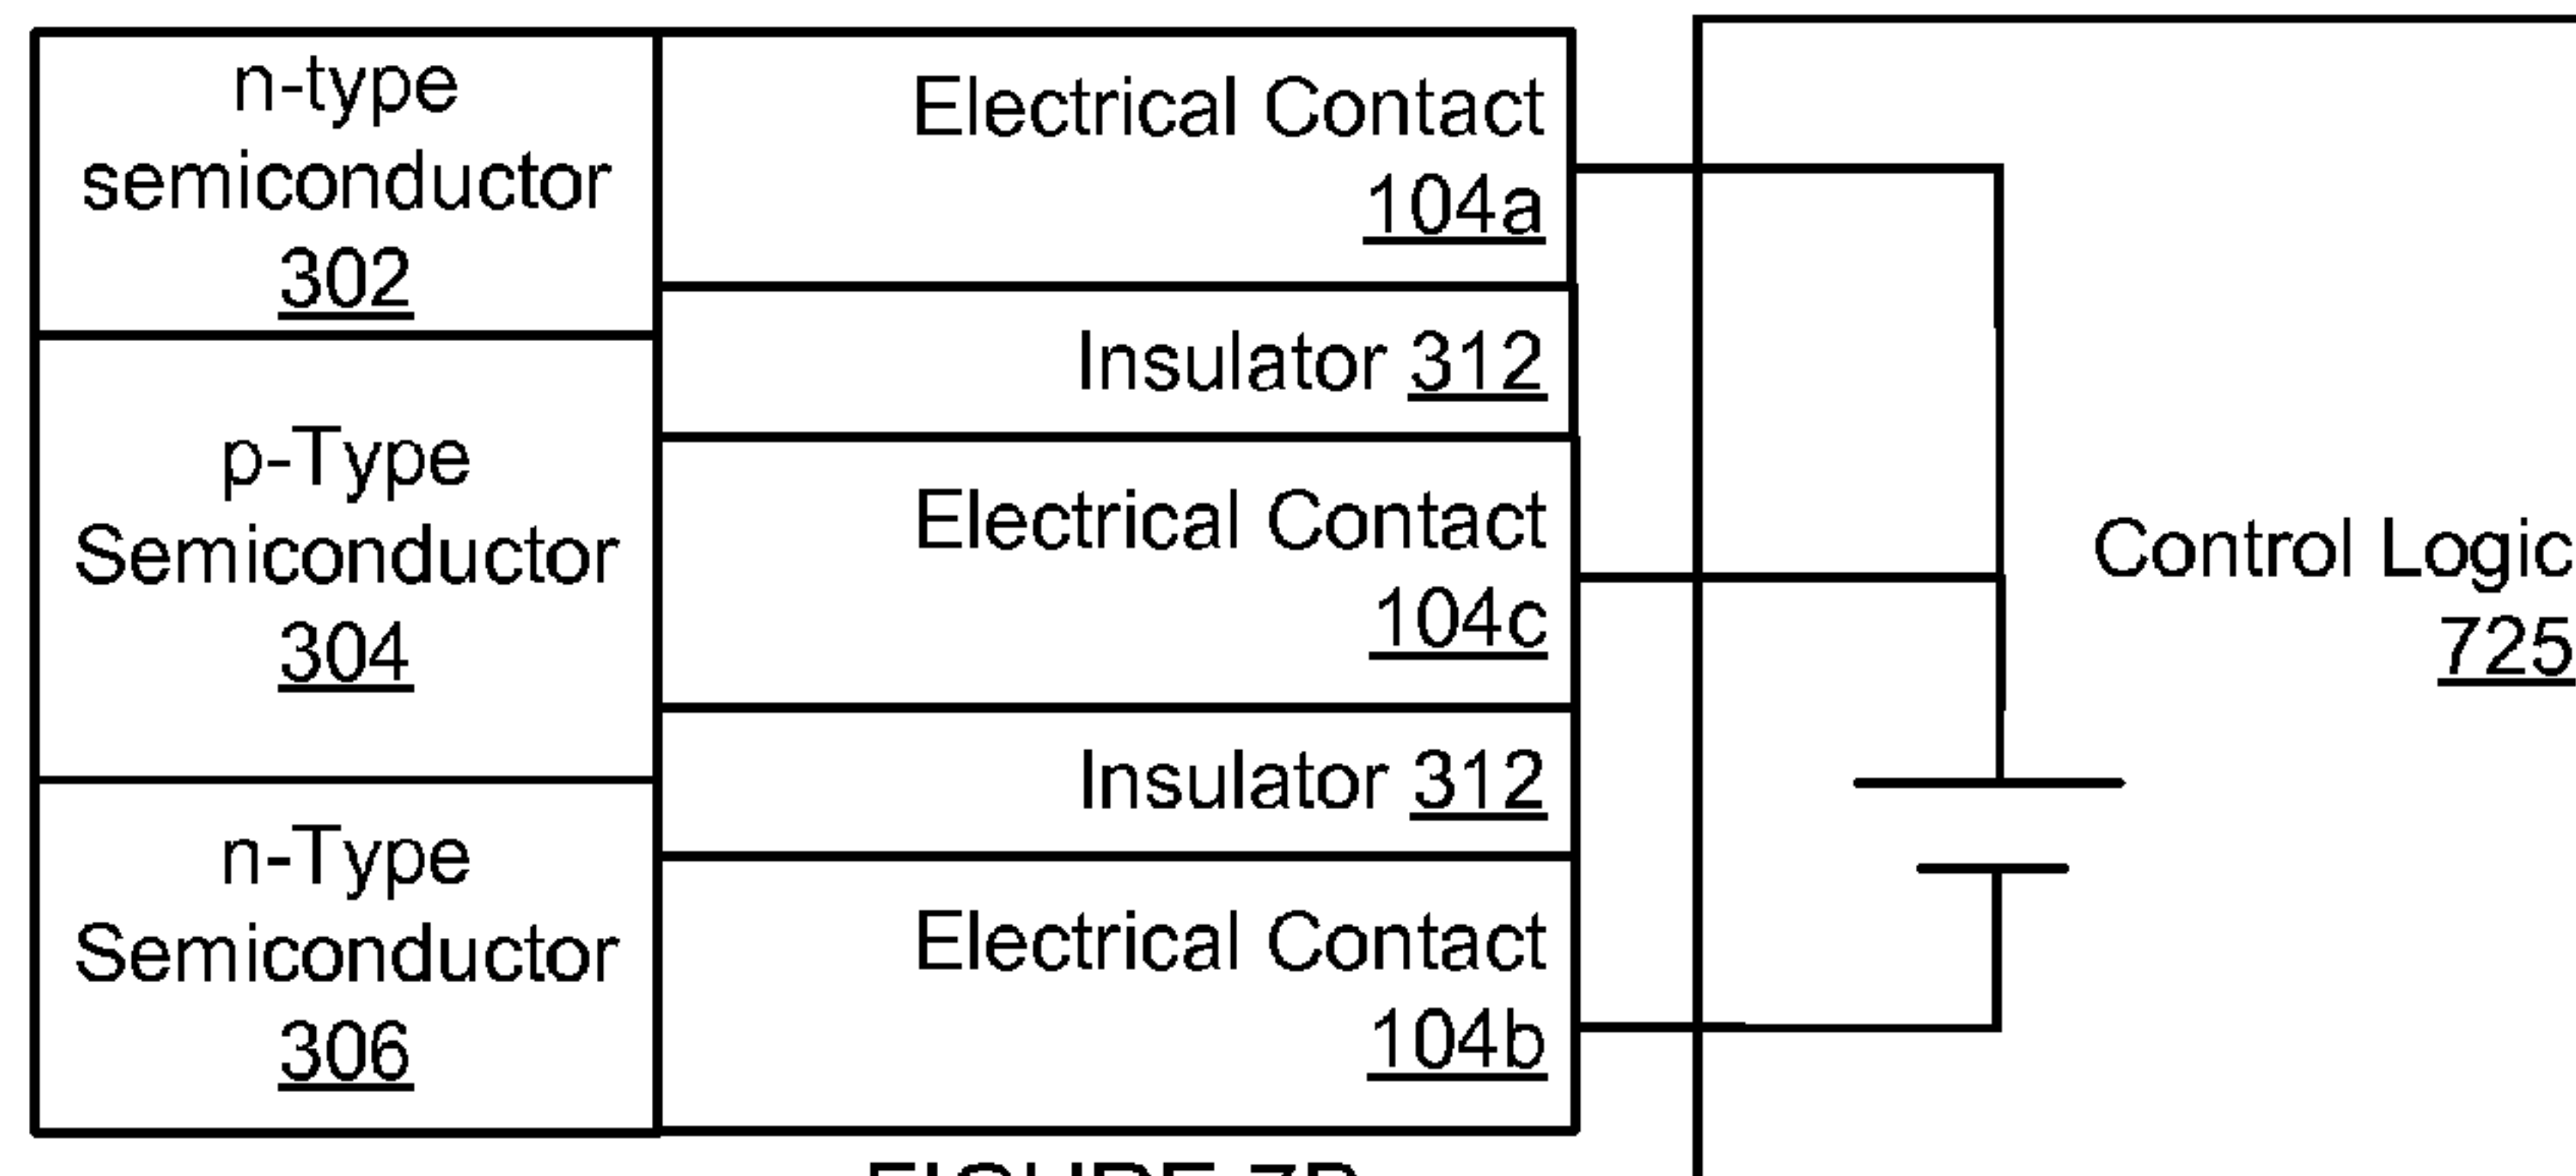 n-type
semiconductor
302
p-Type
Semiconductor
304
n-Type
Semiconductor
306
Electrical Contact
104a
Insulator 312
Electrical Contact
104c
Insulator 312
Electrical Contact
104b
Control Logic
725